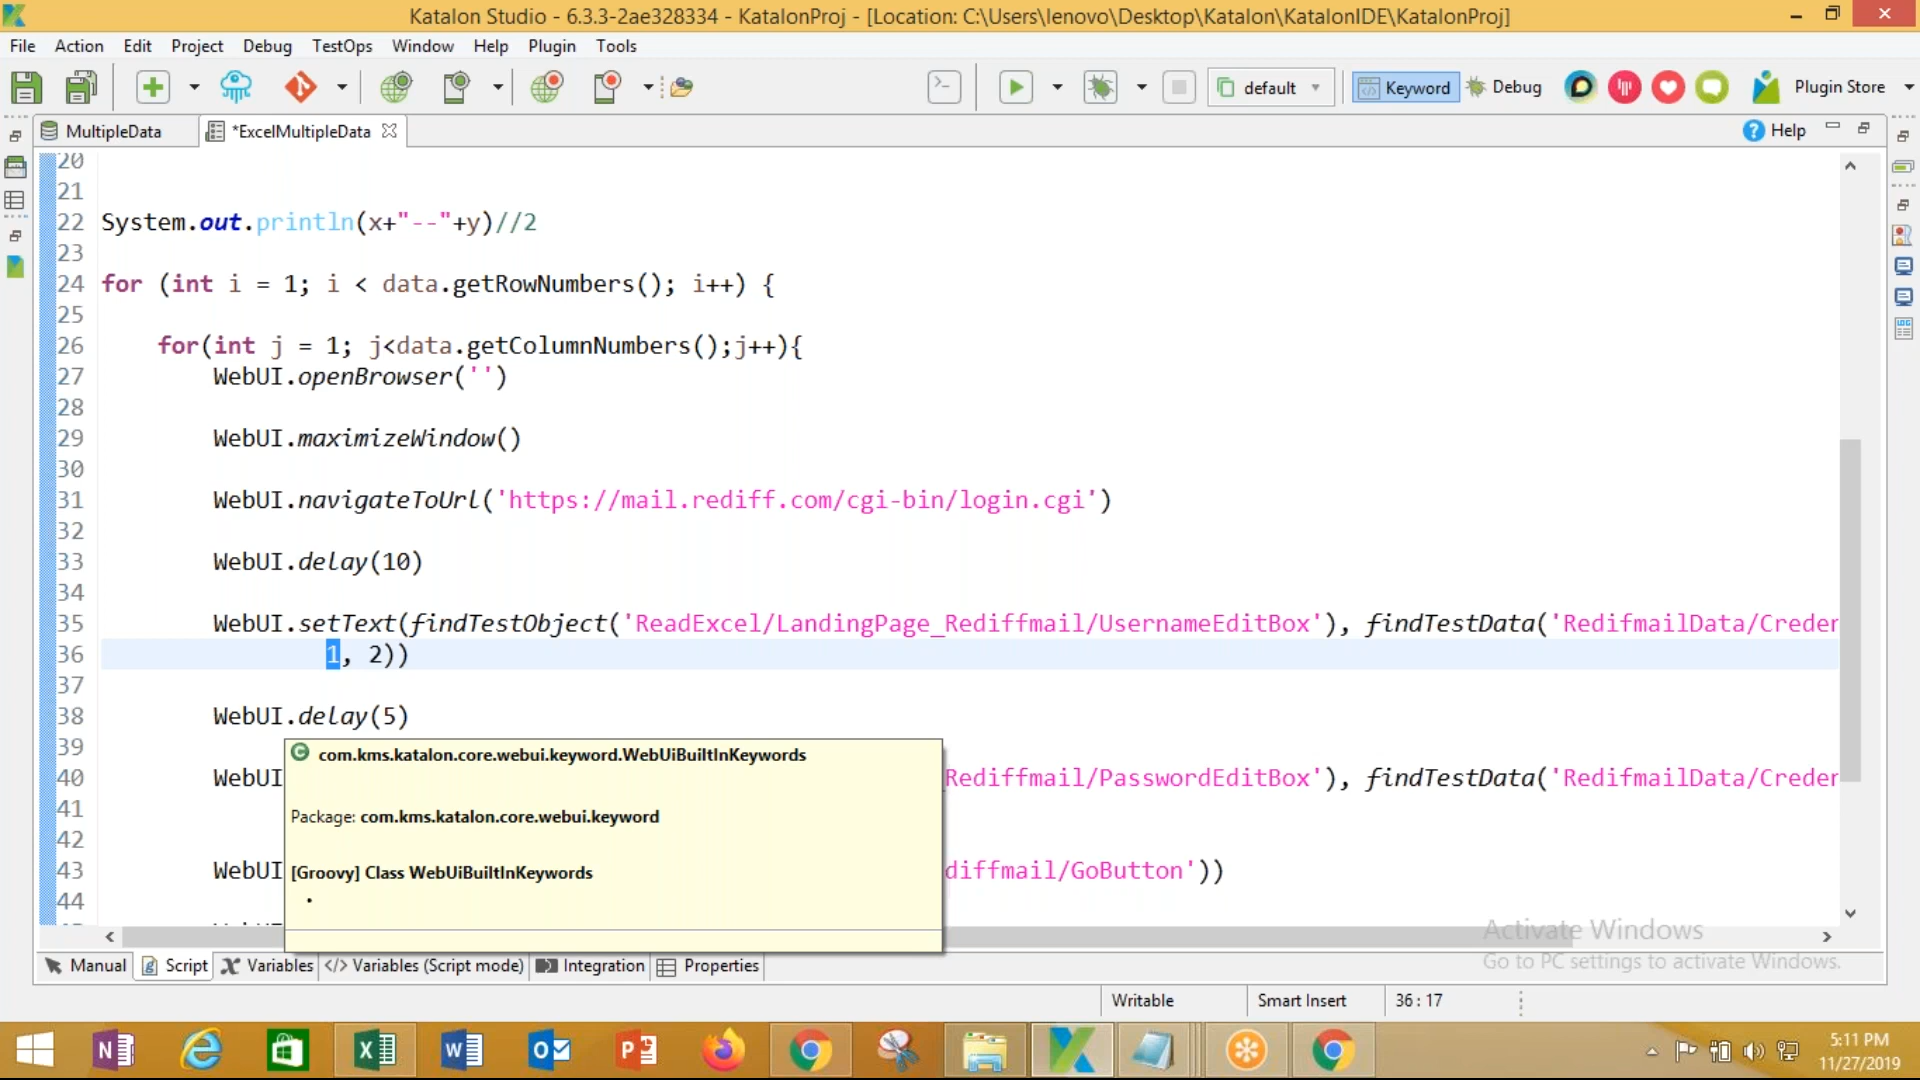 Katalon Studio - 6.3.3-2ae328334 - KatalonProj - [Location: C:\Users\lenovo\Desktop\Katalon\KatalonIDE\KatalonProj]
File Action Edit Project Debug TestOps Window Help Plugin Tools
default Keyword Debug Plugin Store
MultipleData *ExcelMultipleData Help
20
21
22 System.out.println(x+"--"+y)//2
23
24 for (int i = 1; i < data.getRowNumbers(); i++) {
25
26 for(int j = 1; j<data.getColumnNumbers();j++){
27 WebUI.openBrowser('')
28
29 WebUI.maximizeWindow()
30
31 WebUI.navigateToUrl('https://mail.rediff.com/cgi-bin/login.cgi')
32
33 WebUI.delay(10)
34
35 WebUI.setText(findTestObject('ReadExcel/LandingPage_Rediffmail/UsernameEditBox'), findTestData('RedifmailData/Creder
36 1, 2))
37
38 WebUI.delay(5)
39
com.kms.katalon.core.webui.keyword.WebUiBuiltInKeywords
40 WebUI Rediffmail/PasswordEditBox'), findTestData('RedifmailData/Creder
41
Package: com.kms.katalon.core.webui.keyword
42
43 WebUI diffmail/GoButton'))
[Groovy] Class WebUiBuiltInKeywords
44
Activate Windows
Go to PC settings to activate Windows.
Manual Script Variables </> Variables (Script mode) Integration Properties
Writable Smart Insert 36 : 17
5:11 PM
11/27/2019